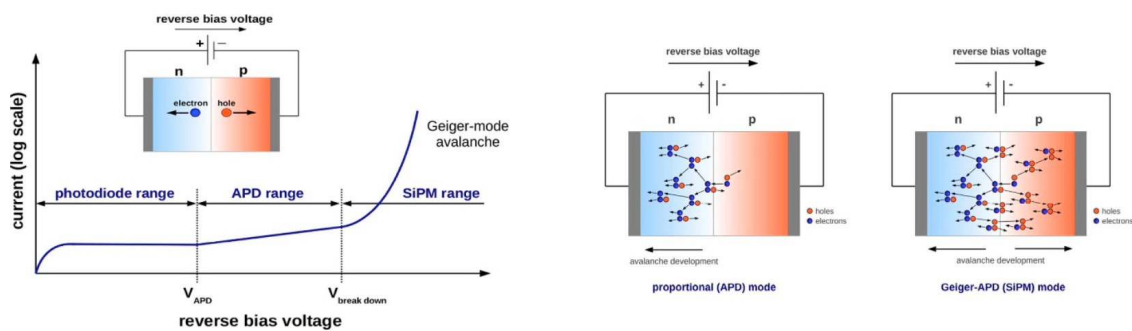 reverse bias voltage
+ –
n p
electron hole
Geiger-mode
avalanche
photodiode range APD range SiPM range
current (log scale)
V_APD V_break down
reverse bias voltage
reverse bias voltage
+ -
n p
holes
electrons
avalanche development
proportional (APD) mode
reverse bias voltage
+ -
n p
holes
electrons
avalanche development
Geiger-APD (SiPM) mode